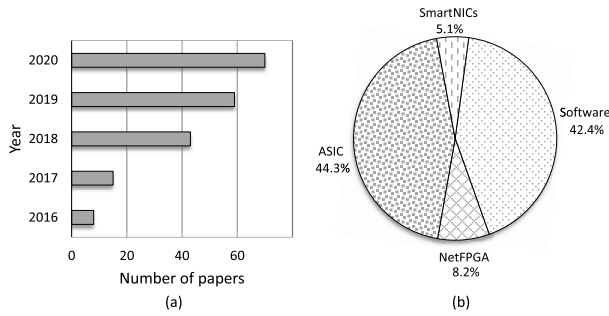 2020
2019
2018
2017
2016
Year
0 20 40 60
Number of papers
(a)
SmartNICs
5.1%
Software
42.4%
ASIC
44.3%
NetFPGA
8.2%
(b)